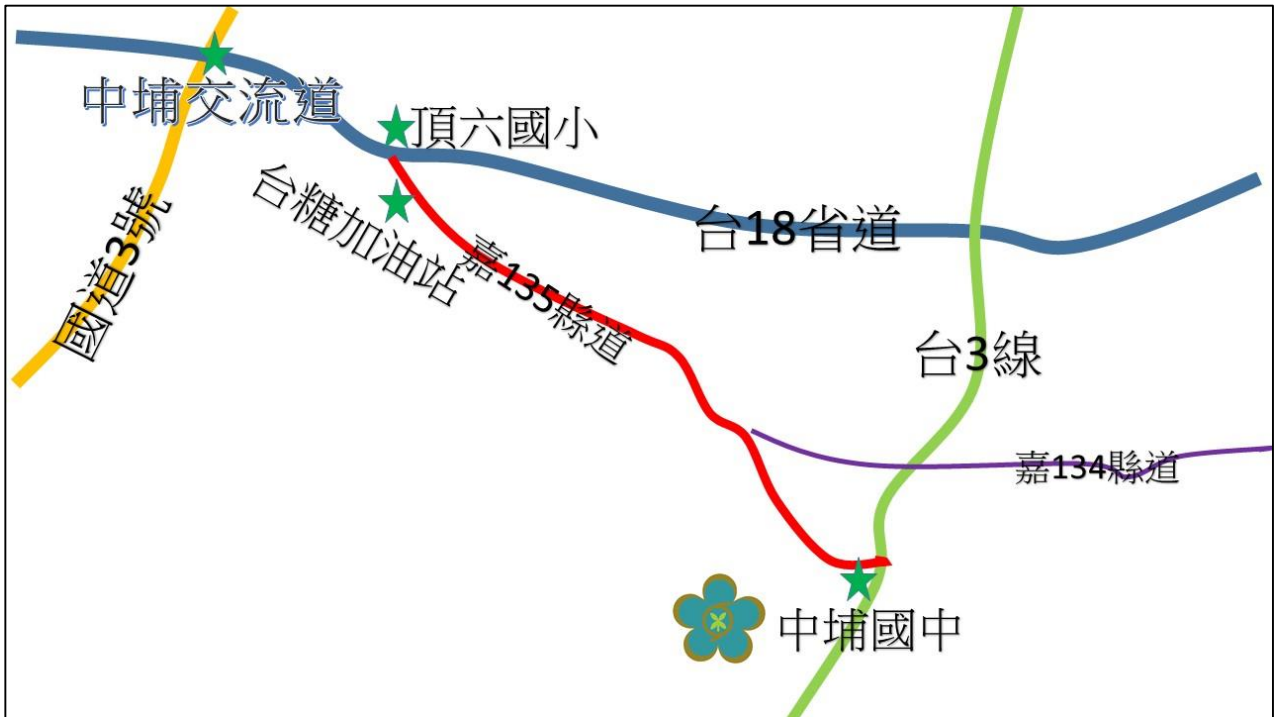 中埔交流道
頂六國小
台糖加油站
國道3號
台18省道
嘉135縣道
台3線
嘉134縣道
中埔國中